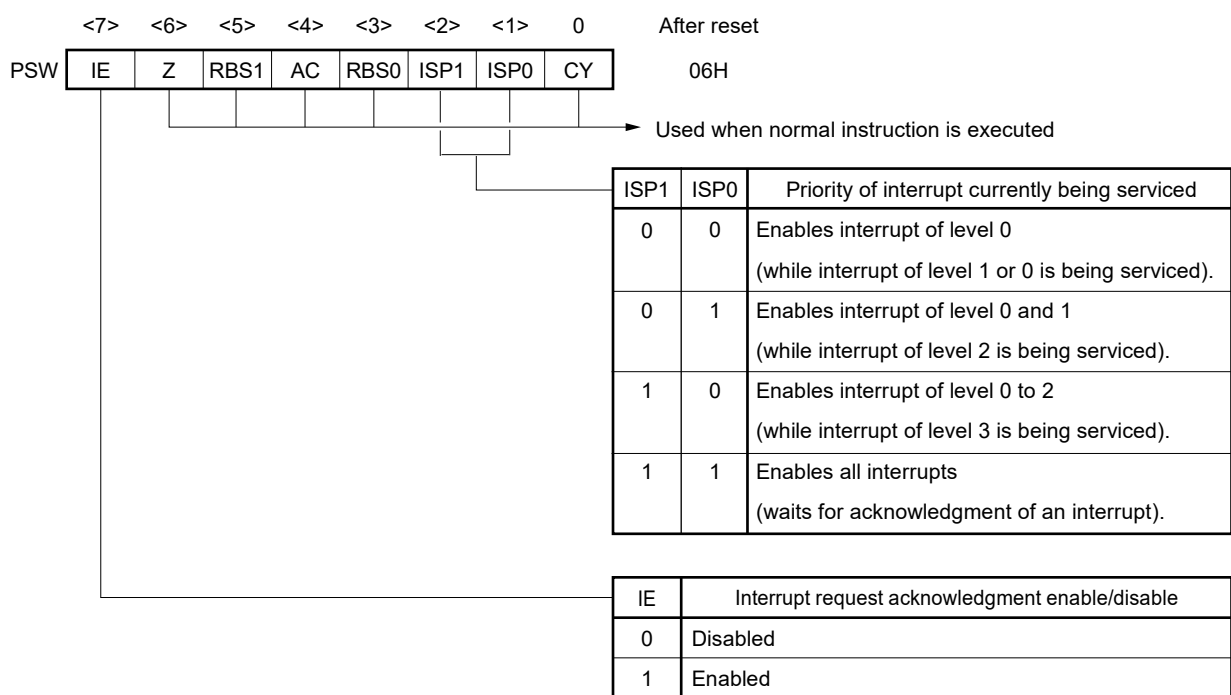 <7> <6> <5> <4> <3> <2> <1> 0 After reset
PSW IE Z RBS1 AC RBS0 ISP1 ISP0 CY 06H
Used when normal instruction is executed
ISP1 ISP0 Priority of interrupt currently being serviced
0 0 Enables interrupt of level 0
(while interrupt of level 1 or 0 is being serviced).
0 1 Enables interrupt of level 0 and 1
(while interrupt of level 2 is being serviced).
1 0 Enables interrupt of level 0 to 2
(while interrupt of level 3 is being serviced).
1 1 Enables all interrupts
(waits for acknowledgment of an interrupt).
IE Interrupt request acknowledgment enable/disable
0 Disabled
1 Enabled